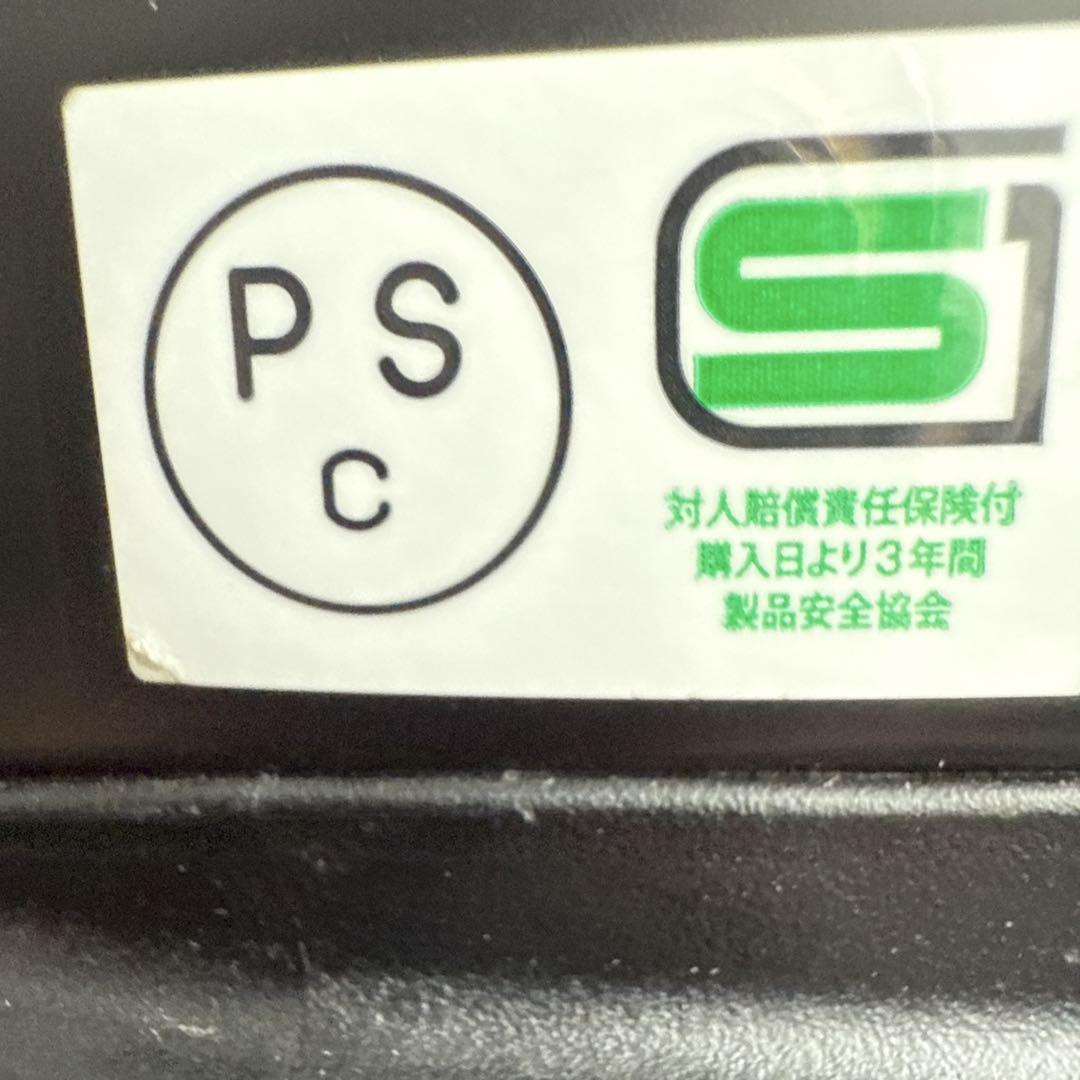 PS
C
SG
対人賠償責任保険付
購入日より3年間
製品安全協会